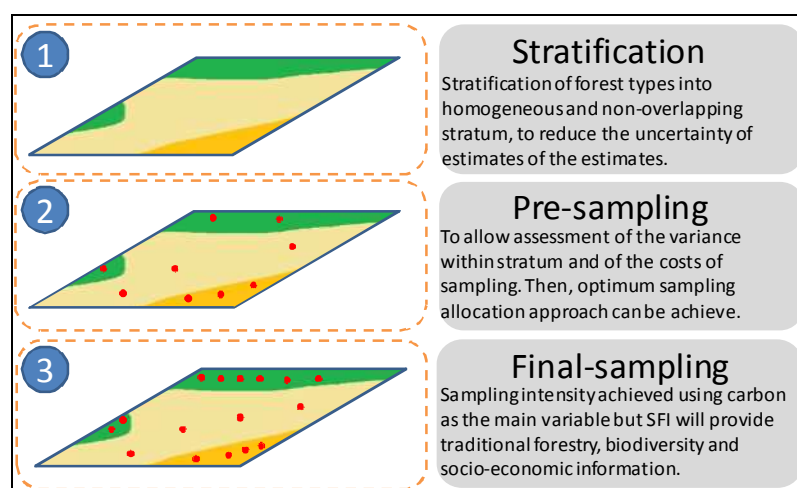 1
Stratification
Stratification of forest types into
homogeneous and non-overlapping
stratum, to reduce the uncertainty of
estimates of the estimates.
2
Pre-sampling
To allow assessment of the variance
within stratum and of the costs of
sampling. Then, optimum sampling
allocation approach can be achieve.
3
Final-sampling
Sampling intensity achieved using carbon
as the main variable but SFI will provide
traditional forestry, biodiversity and
socio-economic information.